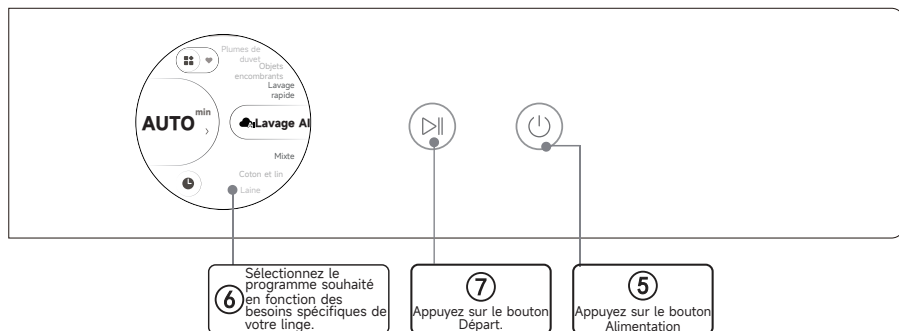 Plumes de
duvet
Objets
encombrants
Lavage
rapide
AUTO min
Lavage AI
Mixte
Coton et lin
Laine
6
Sélectionnez le
programme souhaité
en fonction des
besoins spécifiques de
votre linge.
7
Appuyez sur le bouton
Départ.
5
Appuyez sur le bouton
Alimentation